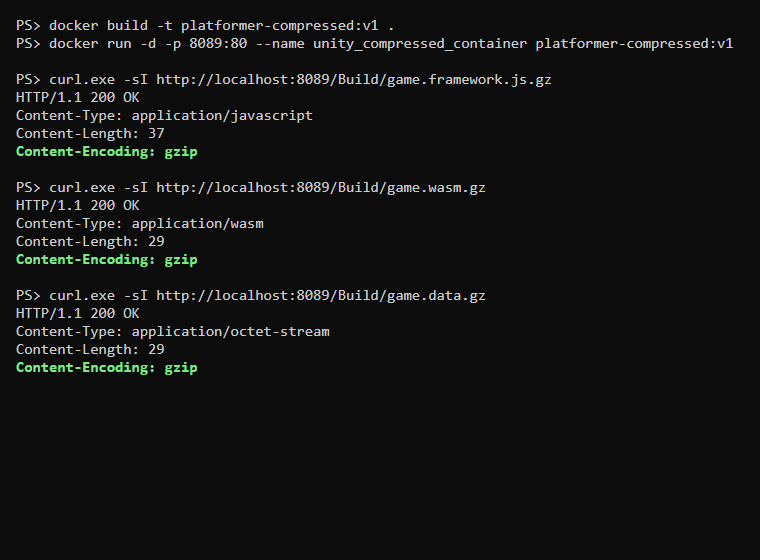 PS> docker build -t platformer-compressed:v1 .
PS> docker run -d -p 8089:80 --name unity_compressed_container platformer-compressed:v1
PS> curl.exe -sI http://localhost:8089/Build/game.framework.js.gz
HTTP/1.1 200 OK
Content-Type: application/javascript
Content-Length: 37
Content-Encoding: gzip
PS> curl.exe -sI http://localhost:8089/Build/game.wasm.gz
HTTP/1.1 200 OK
Content-Type: application/wasm
Content-Length: 29
Content-Encoding: gzip
PS> curl.exe -sI http://localhost:8089/Build/game.data.gz
HTTP/1.1 200 OK
Content-Type: application/octet-stream
Content-Length: 29
Content-Encoding: gzip